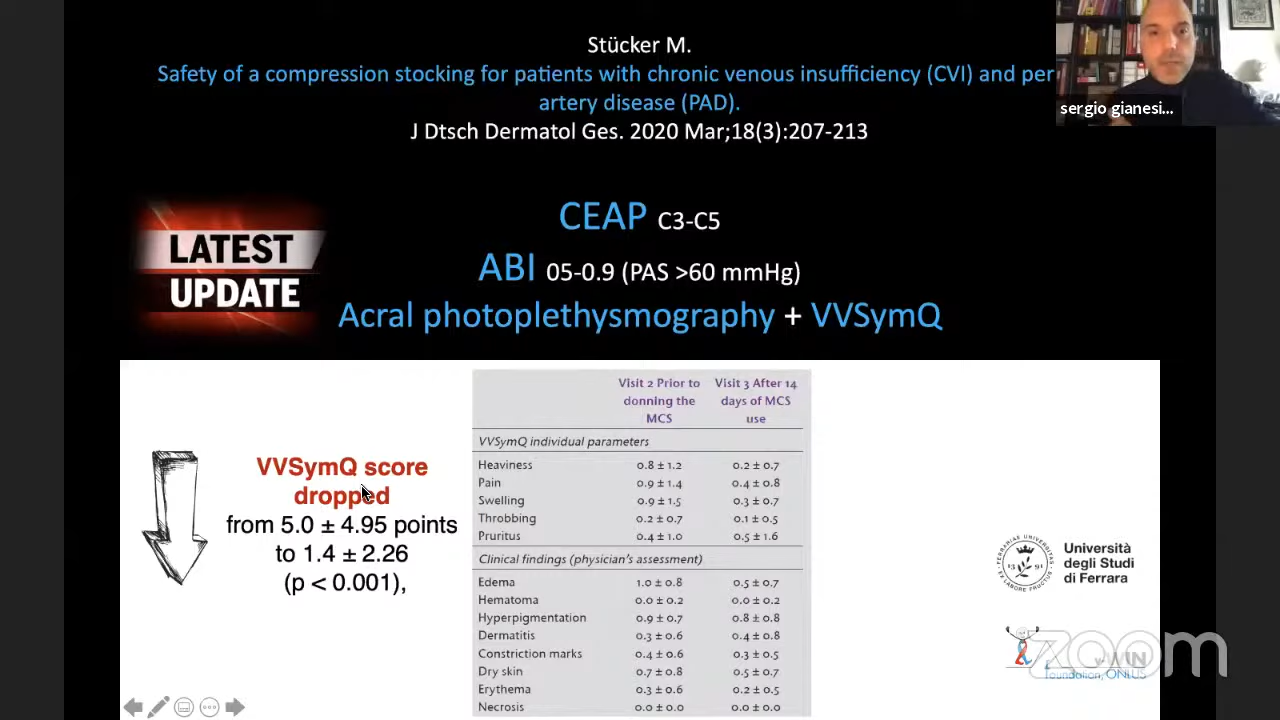 Stücker M.
Safety of a compression stocking for patients with chronic venous insufficiency (CVI) and per
artery disease (PAD).
J Dtsch Dermatol Ges. 2020 Mar;18(3):207-213
sergio gianesi...
CEAP C3-C5
ABI 05-0.9 (PAS >60 mmHg)
Acral photoplethysmography + VVSymQ
LATEST
UPDATE
VVSymQ score
dropped
from 5.0 ± 4.95 points
to 1.4 ± 2.26
(p < 0.001),
Visit 2 Prior to donning the MCS Visit 3 After 14 days of MCS use
VVSymQ individual parameters
Heaviness 0.8 ± 1.2 0.2 ± 0.7
Pain 0.9 ± 1.4 0.4 ± 0.8
Swelling 0.9 ± 1.5 0.3 ± 0.7
Throbbing 0.2 ± 0.7 0.1 ± 0.5
Pruritus 0.4 ± 1.0 0.5 ± 1.6
Clinical findings (physician's assessment)
Edema 1.0 ± 0.8 0.5 ± 0.7
Hematoma 0.0 ± 0.2 0.0 ± 0.2
Hyperpigmentation 0.9 ± 0.7 0.8 ± 0.8
Dermatitis 0.3 ± 0.6 0.4 ± 0.8
Constriction marks 0.4 ± 0.6 0.3 ± 0.5
Dry skin 0.7 ± 0.8 0.5 ± 0.7
Erythema 0.3 ± 0.6 0.2 ± 0.5
Necrosis 0.0 ± 0.0 0.0 ± 0.0
Università
degli Studi
di Ferrara
zoom
v-WIN
foundation, ONLUS